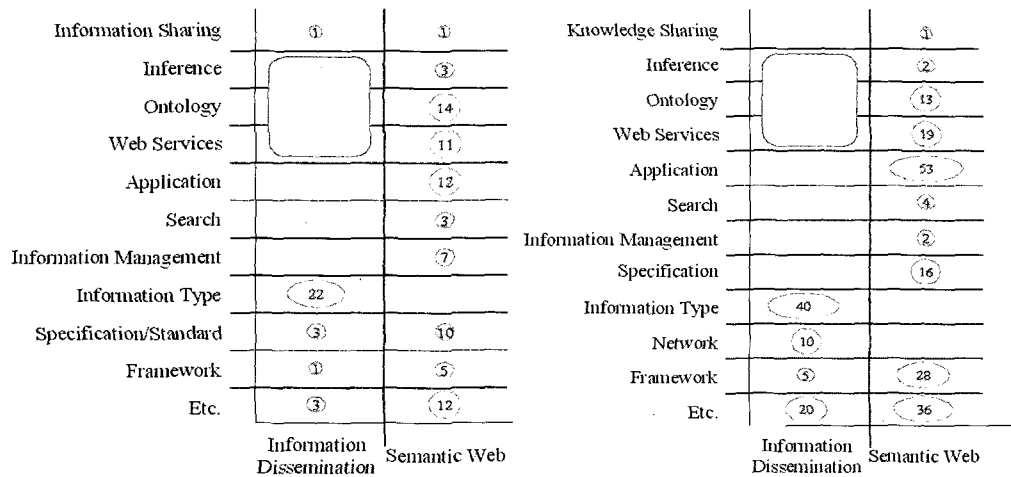 Information Sharing 1 1
Inference 3
Ontology 14
Web Services 11
Application 12
Search 3
Information Management 7
Information Type 22
Specification/Standard 3 10
Framework 1 5
Etc. 3 12
Information Dissemination Semantic Web
Knowledge Sharing 1
Inference 2
Ontology 13
Web Services 19
Application 53
Search 4
Information Management 2
Specification 16
Information Type 40
Network 10
Framework 5 28
Etc. 20 36
Information Dissemination Semantic Web